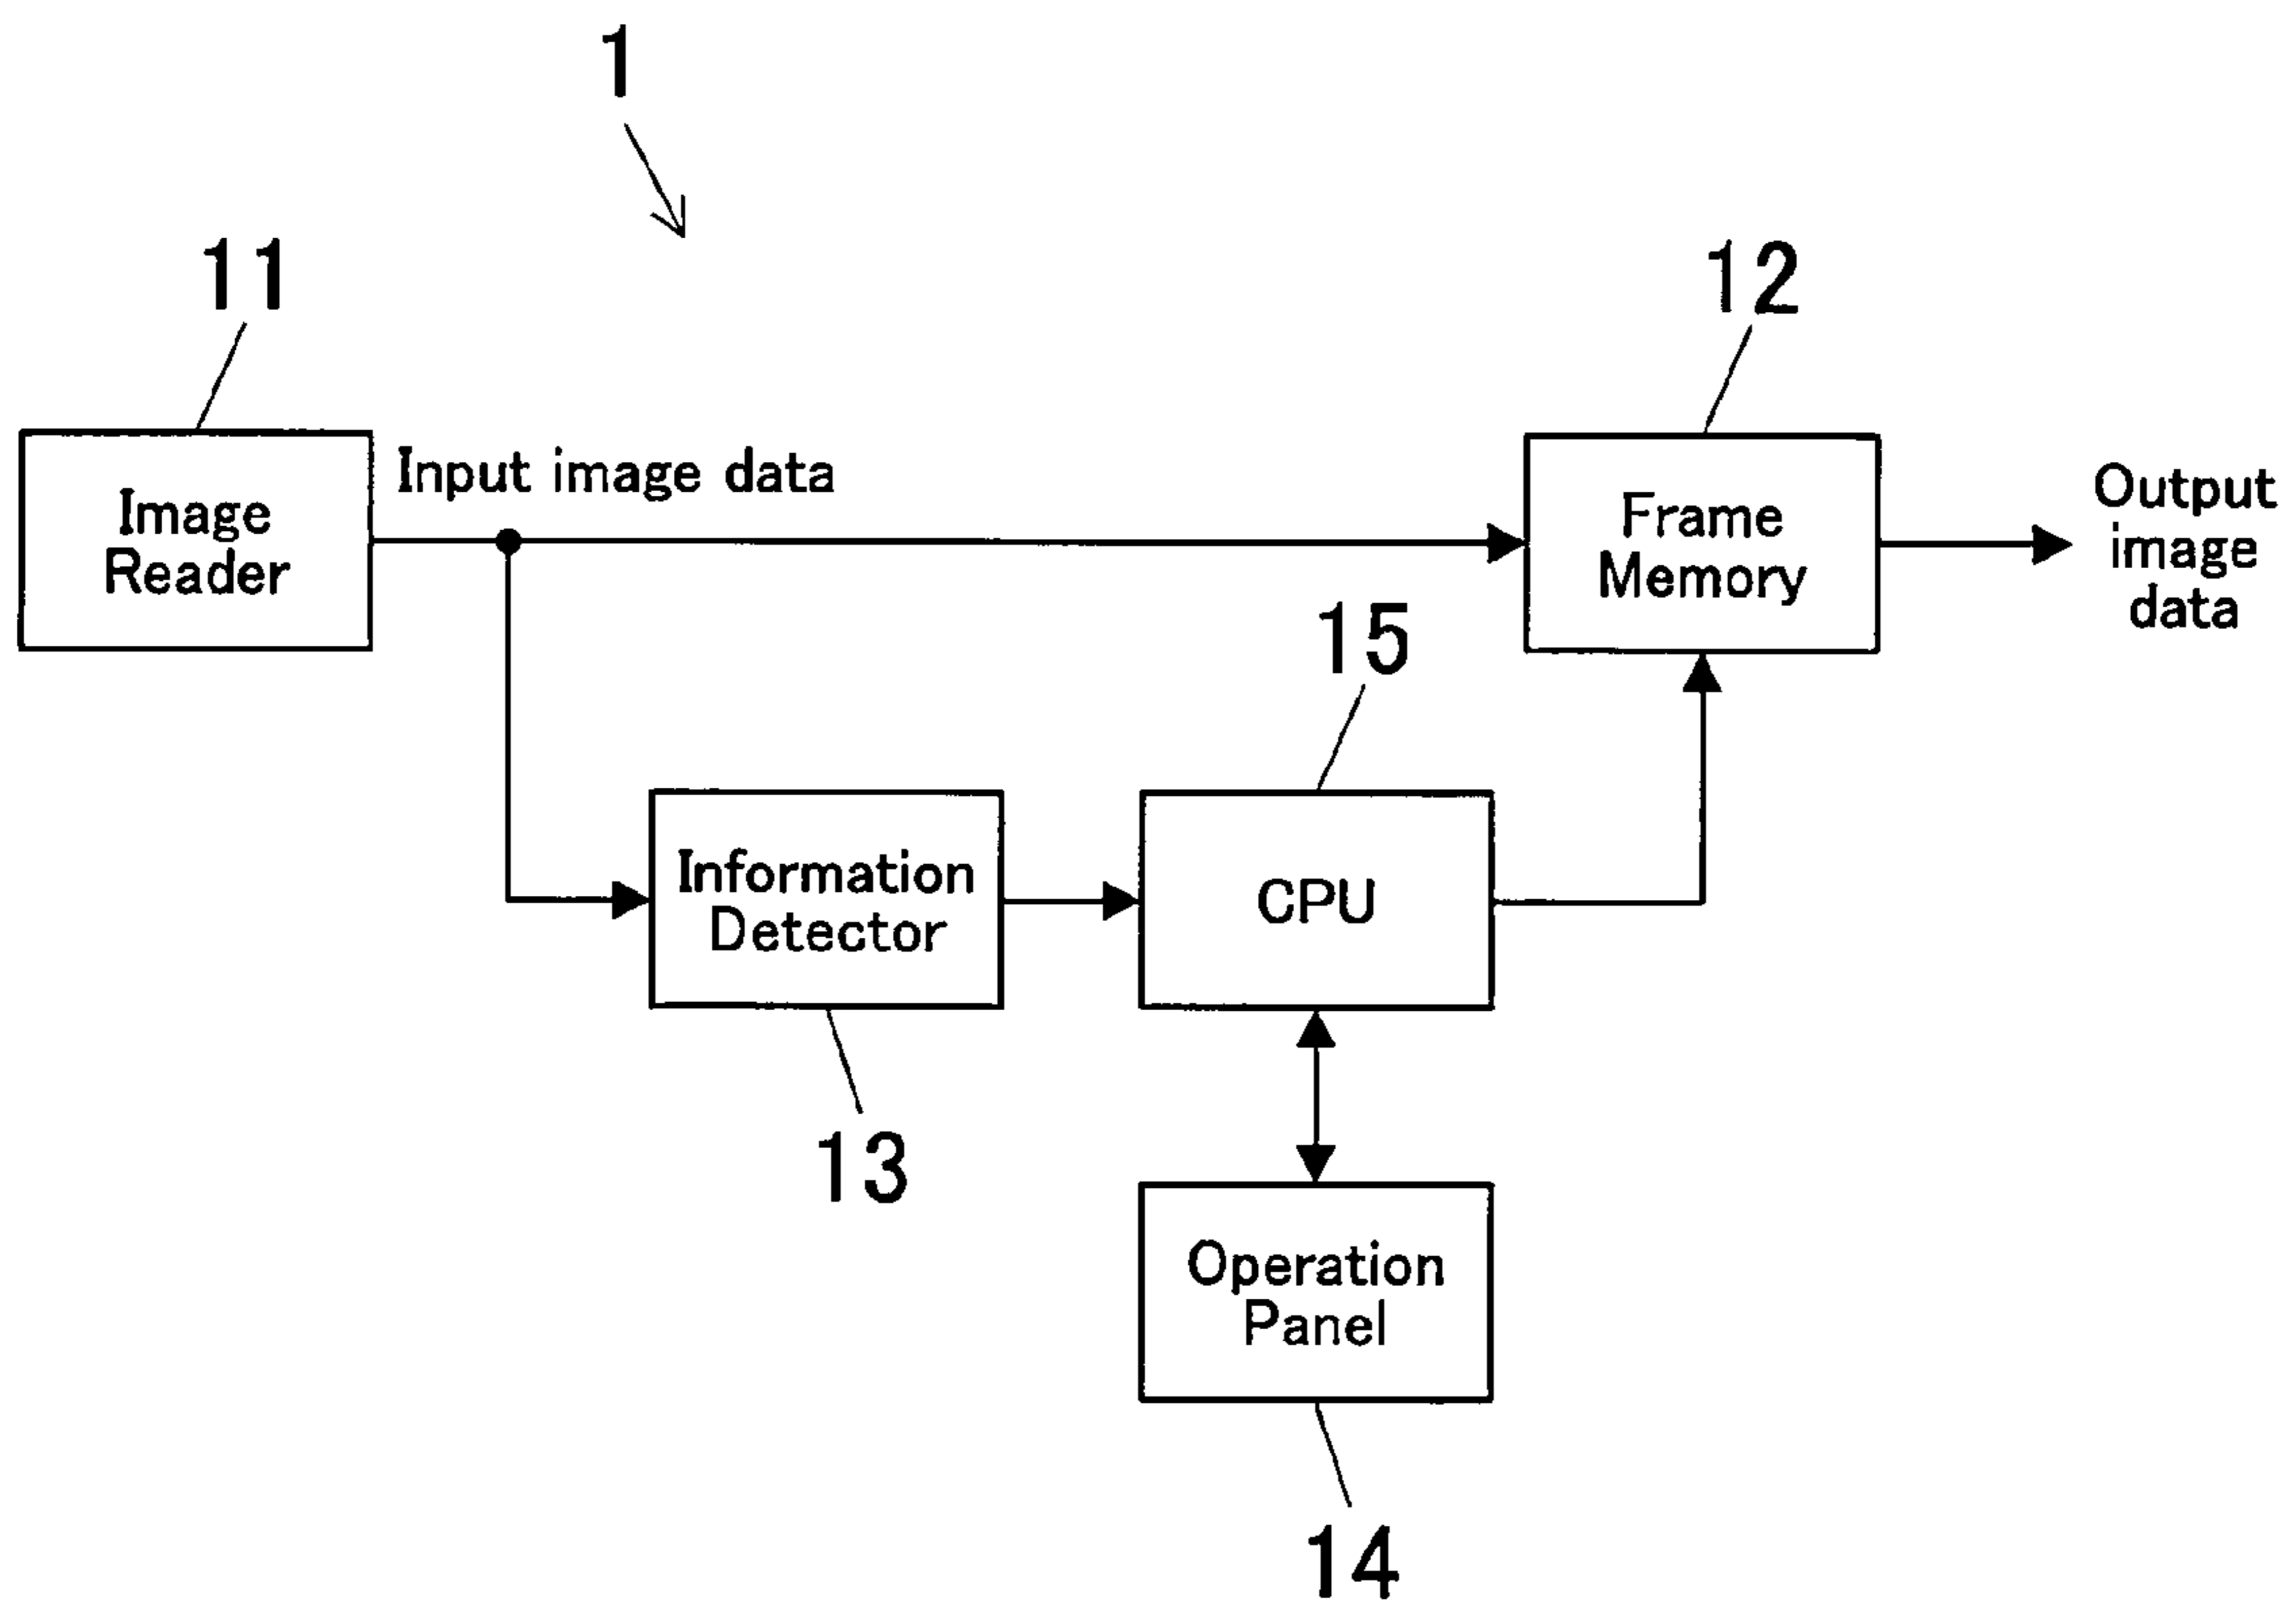 1
11
12
Input image data
Image
Reader
Frame
Memory
Output
image
data
15
Information
Detector
CPU
13
Operation
Panel
14